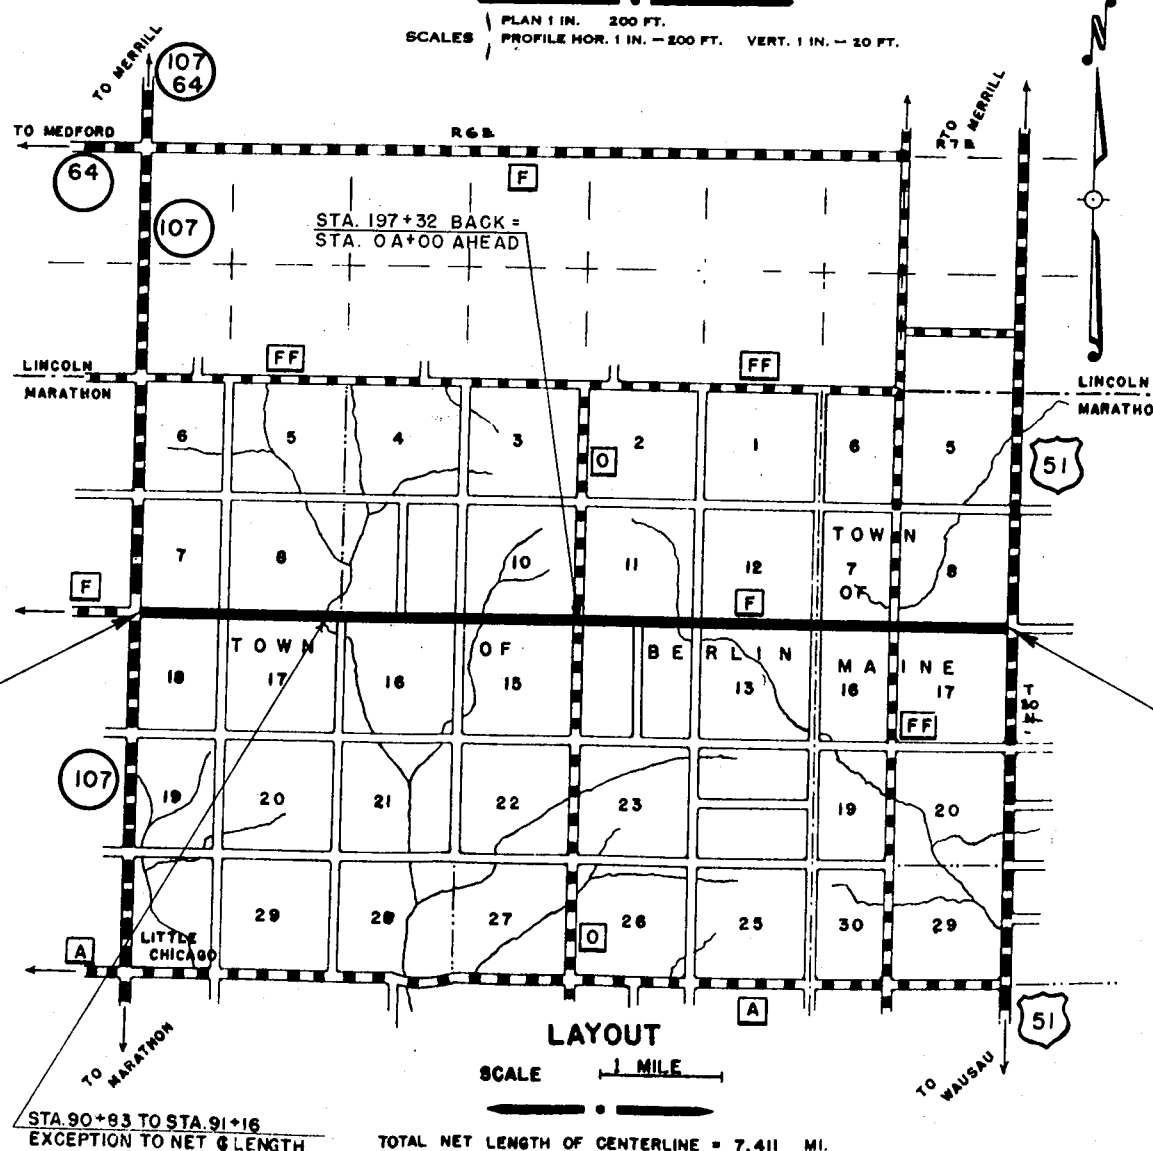 PLAN 1 IN. 200 FT.
SCALES
PROFILE HOR. 1 IN. = 200 FT. VERT. 1 IN. = 20 FT.
N
TO MERRILL
107
64
TO MEDFORD
64
R6E
F
TO MERRILL
R7E
107
STA. 197+32 BACK =
STA. 0A+00 AHEAD
LINCOLN
MARATHON
FF
FF
LINCOLN
MARATHO
6 5 4 3 2 1 6 5
O
51
TOWN
7 8 10 11 12 7 8
OF
F
F
TOWN OF BERLIN MAINE
18 17 16 15 13 16 17
T
30
N
FF
107
19 20 21 22 23 19 20
29 28 27 26 25 30 29
O
LITTLE
CHICAGO
A
A
51
TO MARATHON
TO WAUSAU
LAYOUT
SCALE 1 MILE
STA. 90+83 TO STA. 91+16
EXCEPTION TO NET ℄ LENGTH
TOTAL NET LENGTH OF CENTERLINE = 7.411 MI.